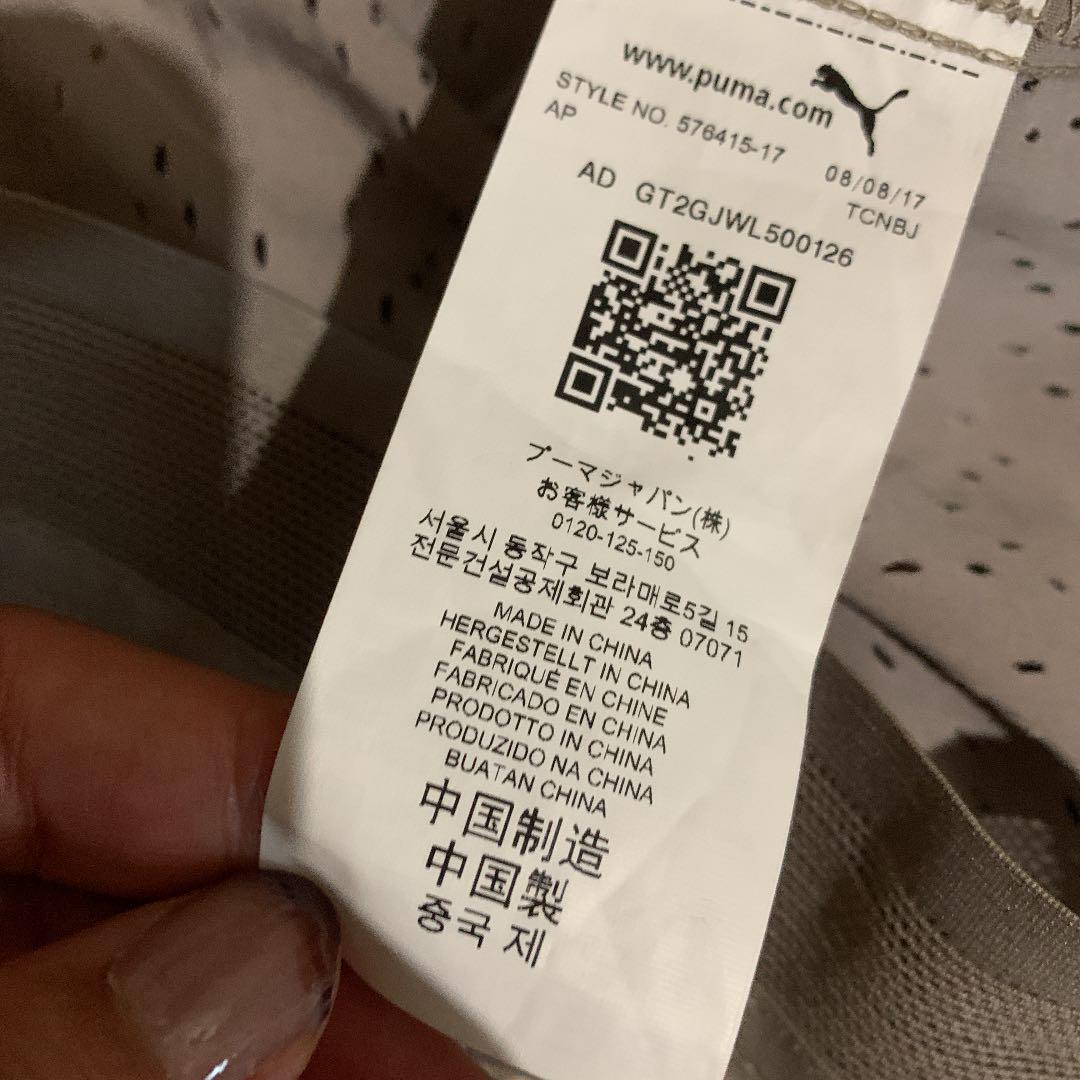 www.puma.com
STYLE NO. 576415-17 08/08/17
AP TCNBJ
AD GT2GJWL500126
プーマジャパン(株)
お客様サービス
0120-125-150
서울시 동작구 보라매로5길 15
전문건설공제회관 24층 07071
MADE IN CHINA
HERGESTELLT IN CHINA
FABRIQUÉ EN CHINE
FABRICADO EN CHINA
PRODOTTO IN CHINA
PRODUZIDO NA CHINA
BUATAN CHINA
中国制造
中国製
중국 제